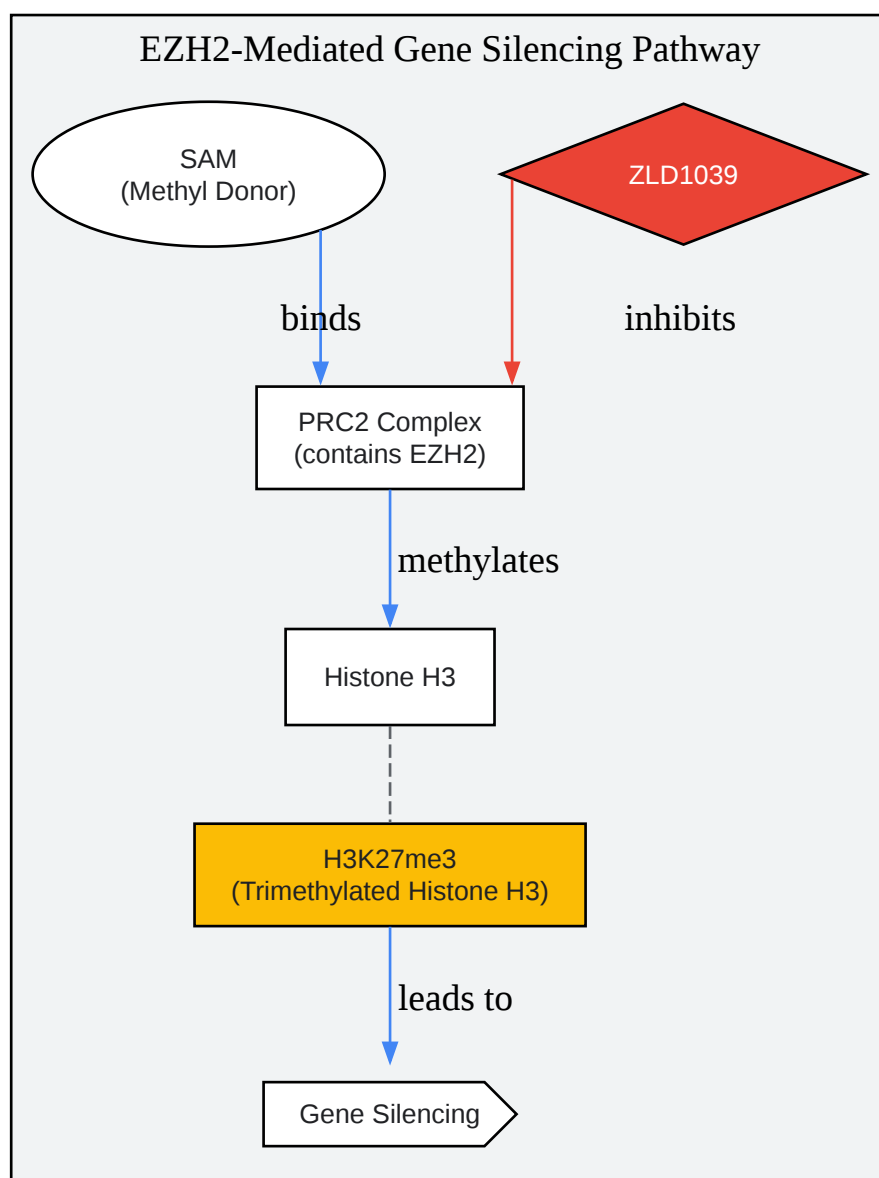 EZH2-Mediated Gene Silencing Pathway
SAM
(Methyl Donor)
ZLD1039
binds
inhibits
PRC2 Complex
(contains EZH2)
methylates
Histone H3
H3K27me3
(Trimethylated Histone H3)
leads to
Gene Silencing